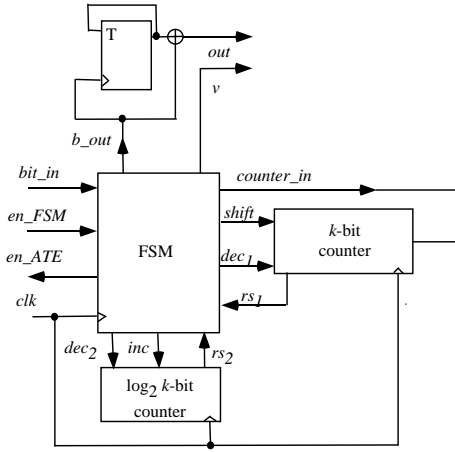 T
out
v
b_out
bit_in
counter_in
en_FSM
shift
k-bit
counter
en_ATE
FSM
dec1
clk
rs1
dec2
inc
rs2
log2 k-bit
counter